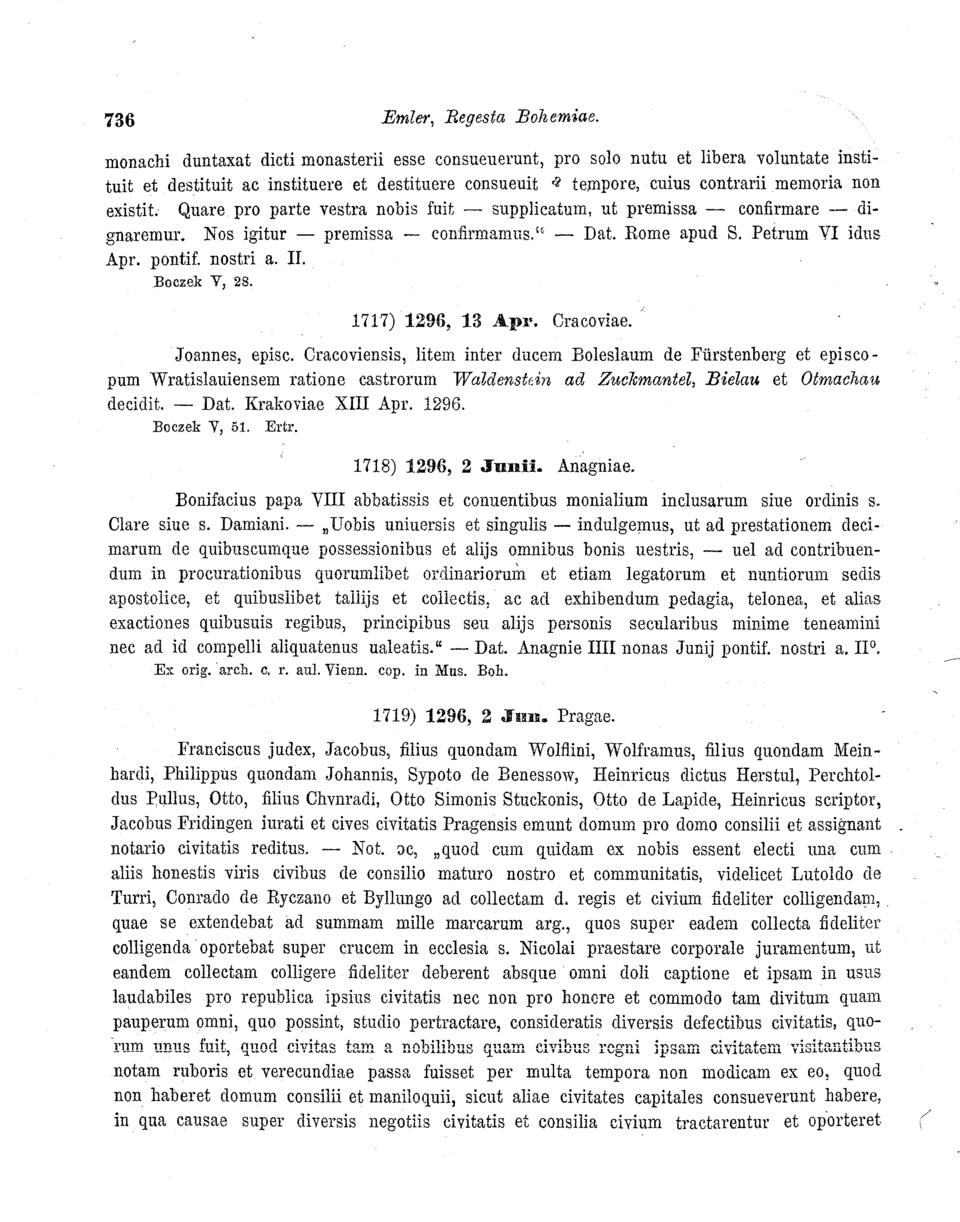 736
Emler, Regesta Bohemiae.
monachi duntaxat dicti monasterii esse consueuerunt, pro solo nutu et libera voluntate insti-
tuit et destituit ac instituere et destituere consueuit tempore, cuius contrarii memoria non
existit. Quare pro parte vestra nobis fuit — supplicatum, ut premissa — confirmare — di-
gnaremur. Nos igitur — premissa — confirmamus.“ — Dat. Rome apud S. Petrum VI idus
Apr. pontif. nostri a. II.
Boczek V, 28.
1717) 1296, 13 Apr. Cracoviae.
Joannes, episc. Cracoviensis, litem inter ducem Boleslaum de Fürstenberg et episco-
pum Wratislauiensem ratione castrorum Waldenstein ad Zuckmantel, Bielau et Otmachau
decidit. — Dat. Krakoviae XIII Apr. 1296.
Boczek V, 51. Ertr.
1718) 1296, 2 Junii. Anagniae.
Bonifacius papa VIII abbatissis et conuentibus monialium inclusarum siue ordinis s.
Clare siue s. Damiani. — „Uobis uniuersis et singulis — indulgemus, ut ad prestationem deci-
marum de quibuscumque possessionibus et alijs omnibus bonis uestris, — uel ad contribuen-
dum in procurationibus quorumlibet ordinariorum et etiam legatorum et nuntiorum sedis
apostolice, et quibuslibet tallijs et collectis, ac ad exhibendum pedagia, telonea, et alias
exactiones quibusuis regibus, principibus seu alijs personis secularibus minime teneamini
nec ad id compelli aliquatenus ualeatis.“ — Dat. Anagnie IIII nonas Junij pontif. nostri a. II⁰.
Ex orig. arch. c. r. aul. Vienn. cop. in Mus. Boh.
1719) 1296, 2 Jun. Pragae.
Franciscus judex, Jacobus, filius quondam Wolflini, Wolframus, filius quondam Mein-
hardi, Philippus quondam Johannis, Sypoto de Benessow, Heinricus dictus Herstul, Perchtol-
dus Pullus, Otto, filius Chvnradi, Otto Simonis Stuckonis, Otto de Lapide, Heinricus scriptor,
Jacobus Fridingen iurati et cives civitatis Pragensis emunt domum pro domo consilii et assignant
notario civitatis reditus. — Not. ɔc, „quod cum quidam ex nobis essent electi una cum
aliis honestis viris civibus de consilio maturo nostro et communitatis, videlicet Lutoldo de
Turri, Conrado de Ryczano et Byllungo ad collectam d. regis et civium fideliter colligendam,
quae se extendebat ad summam mille marcarum arg., quos super eadem collecta fideliter
colligenda oportebat super crucem in ecclesia s. Nicolai praestare corporale juramentum, ut
eandem collectam colligere fideliter deberent absque omni doli captione et ipsam in usus
laudabiles pro republica ipsius civitatis nec non pro honore et commodo tam divitum quam
pauperum omni, quo possint, studio pertractare, consideratis diversis defectibus civitatis, quo-
rum unus fuit, quod civitas tam a nobilibus quam civibus regni ipsam civitatem visitantibus
notam ruboris et verecundiae passa fuisset per multa tempora non modicam ex eo, quod
non haberet domum consilii et maniloquii, sicut aliae civitates capitales consueverunt habere,
in qua causae super diversis negotiis civitatis et consilia civium tractarentur et oporteret